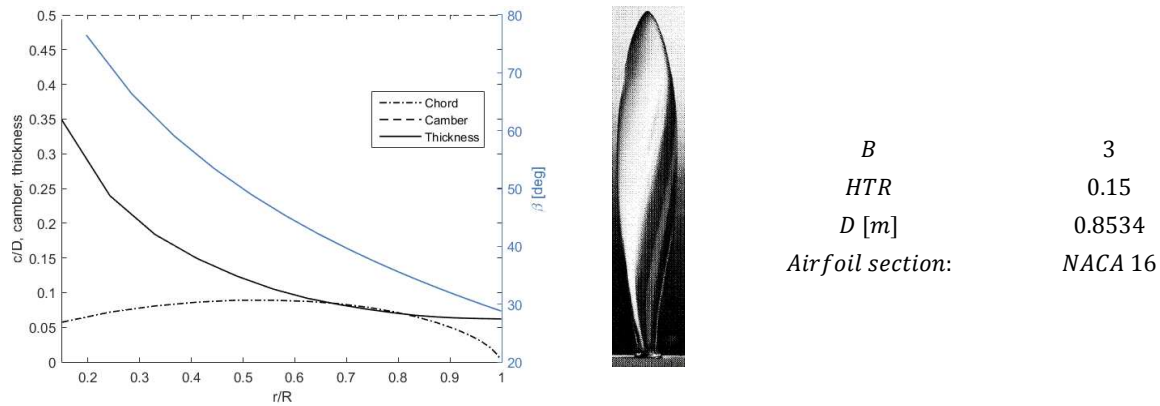 0.5
0.45
0.4
0.35
0.3
0.25
0.2
0.15
0.1
0.05
0
c/D, camber, thickness
0.2 0.3 0.4 0.5 0.6 0.7 0.8 0.9 1
r/R
Chord
Camber
Thickness
80
70
60
50
40
30
20
β [deg]
B 3
HTR 0.15
D [m] 0.8534
Airfoil section: NACA 16